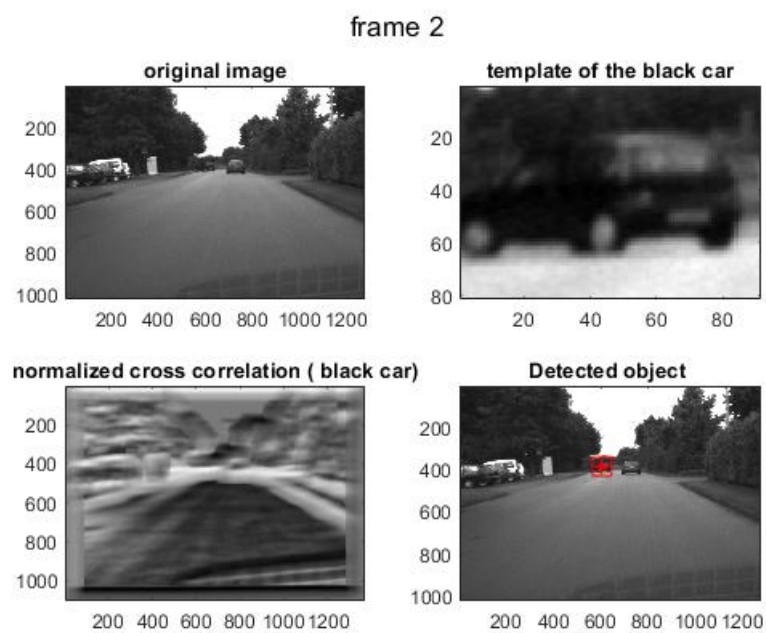 frame 2
original image
200
400
600
800
1000
200 400 600 800 1000 1200
template of the black car
20
40
60
80
20 40 60 80
normalized cross correlation ( black car)
200
400
600
800
1000
200 400 600 800 1000 1200
Detected object
200
400
600
800
1000
200 400 600 800 1000 1200